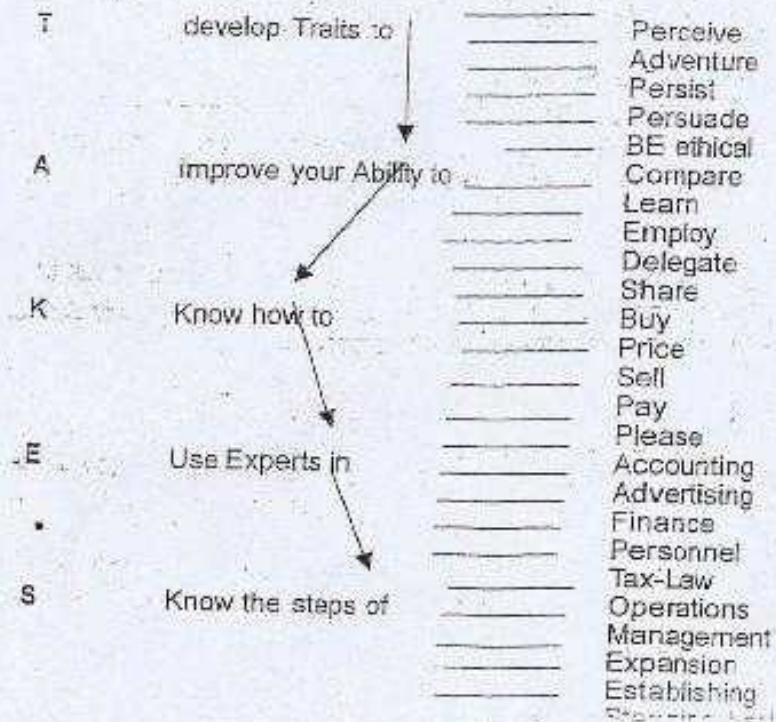 T develop Traits to
Perceive
Adventure
Persist
Persuade
BE ethical
A improve your Ability to
Compare
Learn
Employ
Delegate
Share
K Know how to
Buy
Price
Sell
Pay
Please
E Use Experts in
Accounting
Advertising
Finance
Personnel
Tax-Law
S Know the steps of
Operations
Management
Expansion
Establishing